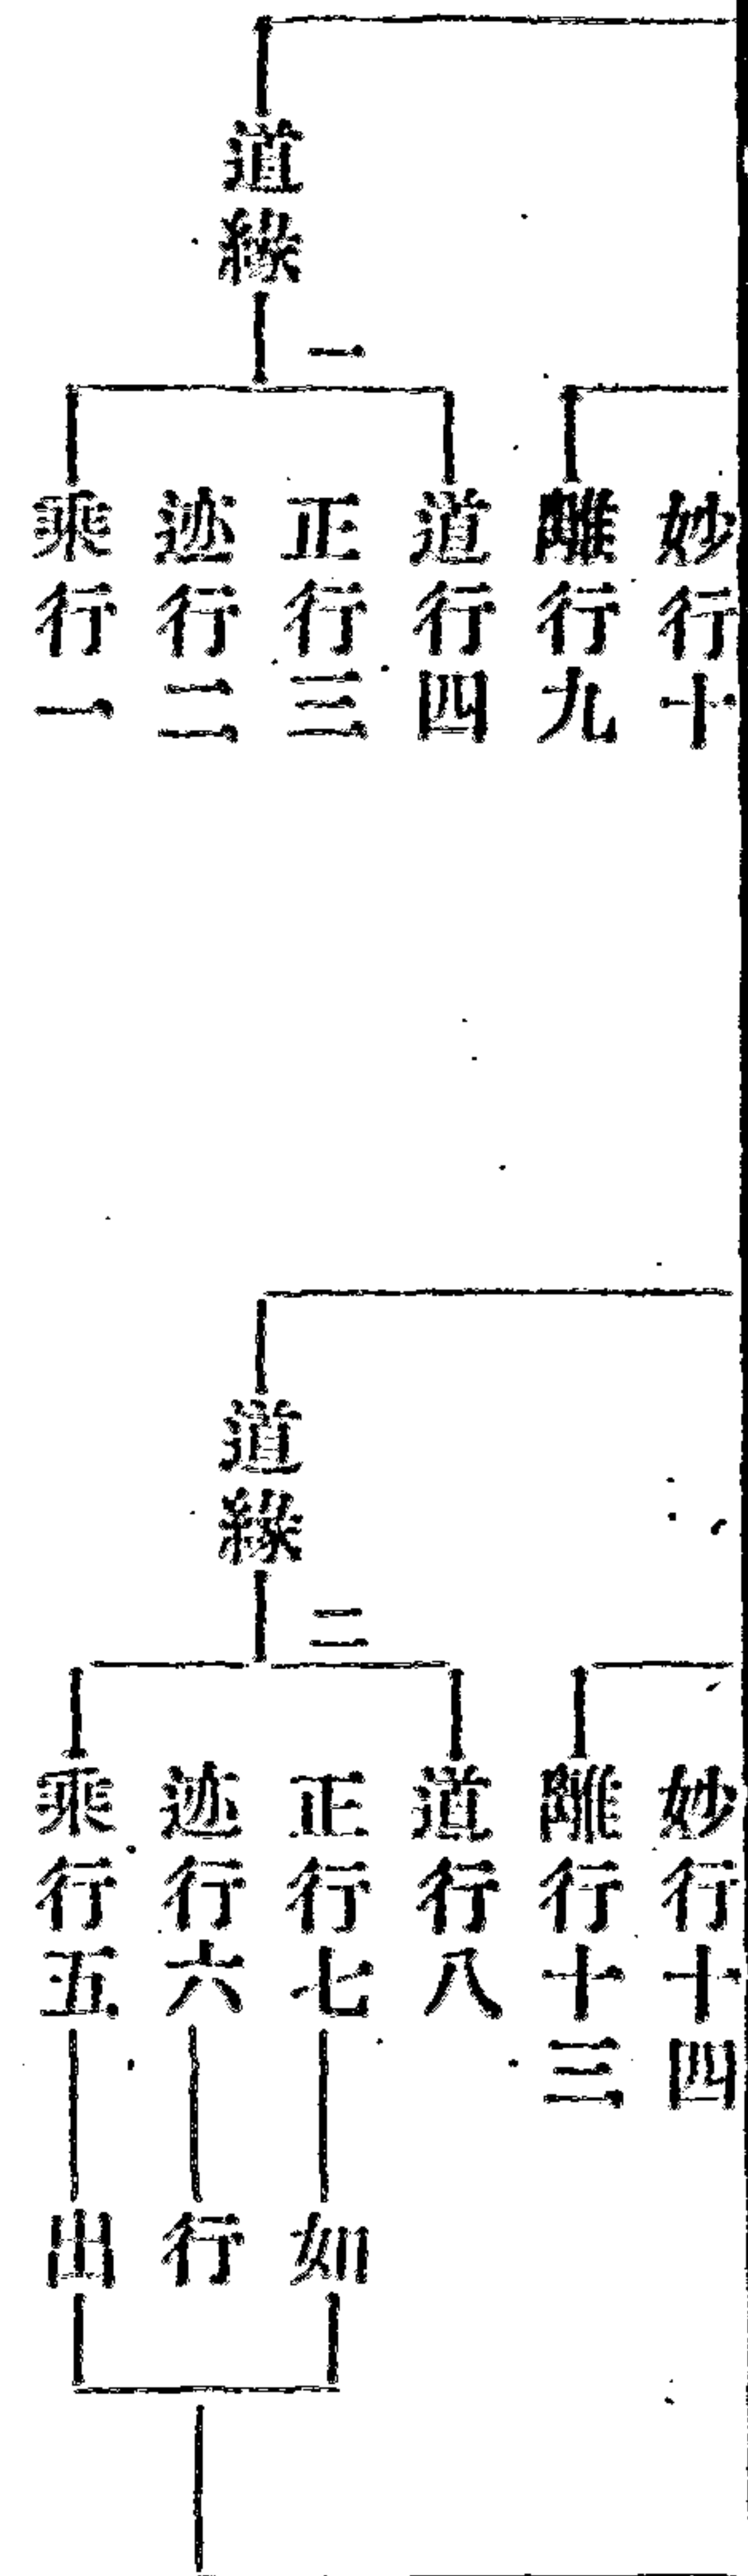 妙行十
離行九
道緣
一
道行四
正行三
迹行二
乘行一
妙行十四
離行十三
道緣
二
道行八
正行七
如
迹行六
行
乘行五
出